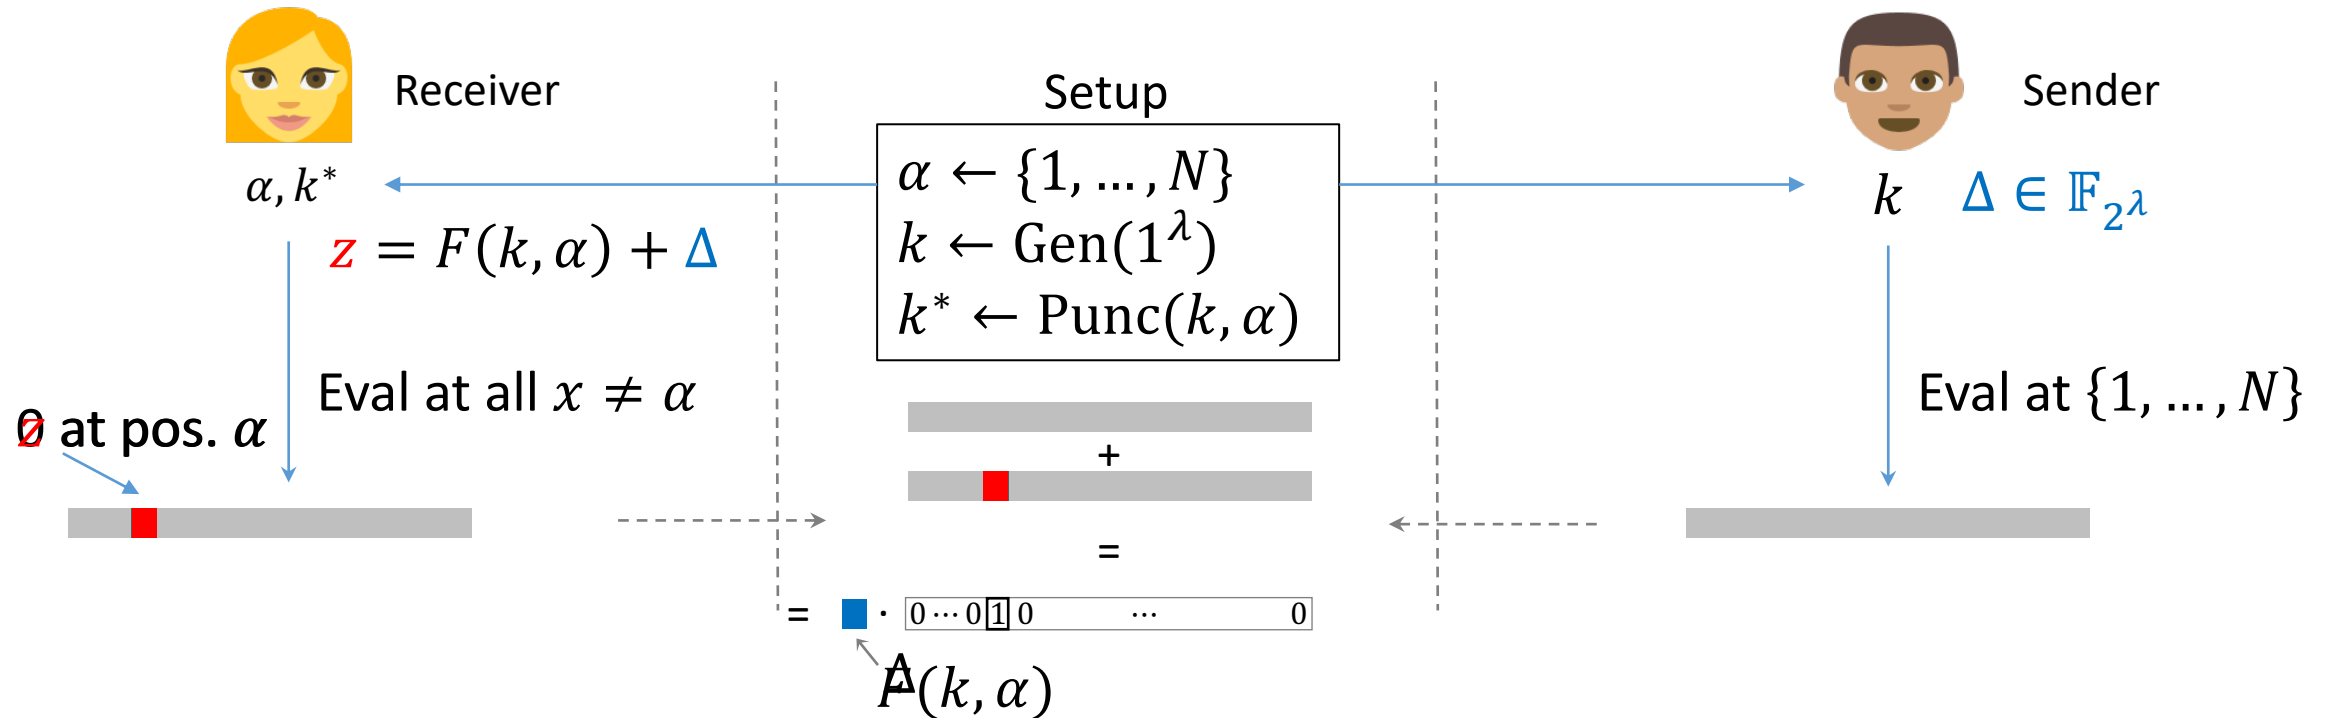 Receiver
Setup
Sender
α, k*
α ← {1, … , N}
k ← Gen(1^λ)
k* ← Punc(k, α)
k Δ ∈ 𝔽_{2^λ}
z = F(k, α) + Δ
Eval at all x ≠ α
Eval at {1, … , N}
0 z at pos. α
+
=
= · 0 ⋯ 0 1 0 ⋯ 0
Δ
F(k, α)